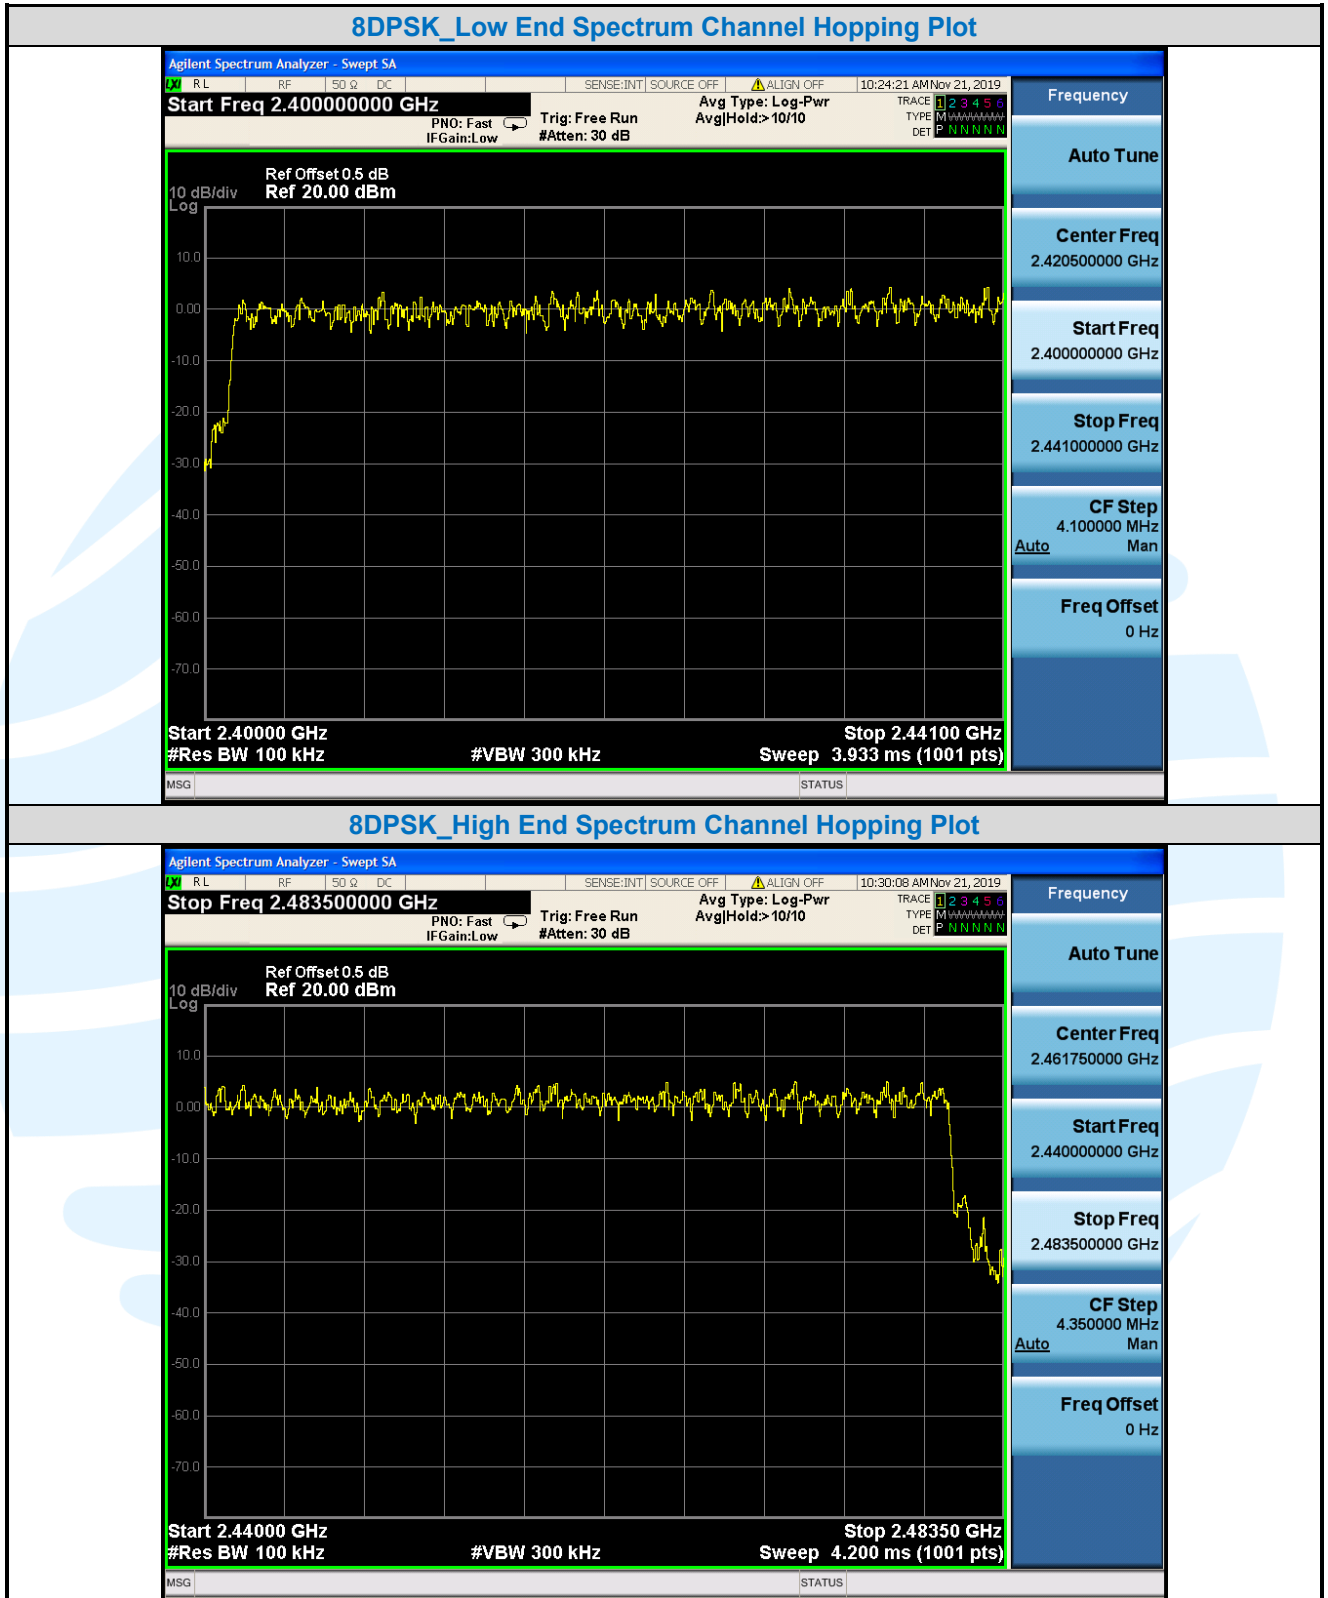 8DPSK_Low End Spectrum Channel Hopping Plot
Agilent Spectrum Analyzer - Swept SA
LXI RL RF 50 Ω DC SENSE:INT SOURCE OFF ALIGN OFF 10:24:21 AM Nov 21, 2019
Start Freq 2.400000000 GHz
PNO: Fast
IFGain:Low
Trig: Free Run
#Atten: 30 dB
Avg Type: Log-Pwr
Avg|Hold:>10/10
TRACE 1 2 3 4 5 6
TYPE M WWWWW
DET P N N N N N
Ref Offset 0.5 dB
10 dB/div Ref 20.00 dBm
Log
10.0
0.00
-10.0
-20.0
-30.0
-40.0
-50.0
-60.0
-70.0
Start 2.40000 GHz Stop 2.44100 GHz
#Res BW 100 kHz #VBW 300 kHz Sweep 3.933 ms (1001 pts)
MSG STATUS
Frequency
Auto Tune
Center Freq
2.420500000 GHz
Start Freq
2.400000000 GHz
Stop Freq
2.441000000 GHz
CF Step
4.100000 MHz
Auto Man
Freq Offset
0 Hz
8DPSK_High End Spectrum Channel Hopping Plot
Agilent Spectrum Analyzer - Swept SA
LXI RL RF 50 Ω DC SENSE:INT SOURCE OFF ALIGN OFF 10:30:08 AM Nov 21, 2019
Stop Freq 2.483500000 GHz
PNO: Fast
IFGain:Low
Trig: Free Run
#Atten: 30 dB
Avg Type: Log-Pwr
Avg|Hold:>10/10
TRACE 1 2 3 4 5 6
TYPE M WWWWW
DET P N N N N N
Ref Offset 0.5 dB
10 dB/div Ref 20.00 dBm
Log
10.0
0.00
-10.0
-20.0
-30.0
-40.0
-50.0
-60.0
-70.0
Start 2.44000 GHz Stop 2.48350 GHz
#Res BW 100 kHz #VBW 300 kHz Sweep 4.200 ms (1001 pts)
MSG STATUS
Frequency
Auto Tune
Center Freq
2.461750000 GHz
Start Freq
2.440000000 GHz
Stop Freq
2.483500000 GHz
CF Step
4.350000 MHz
Auto Man
Freq Offset
0 Hz